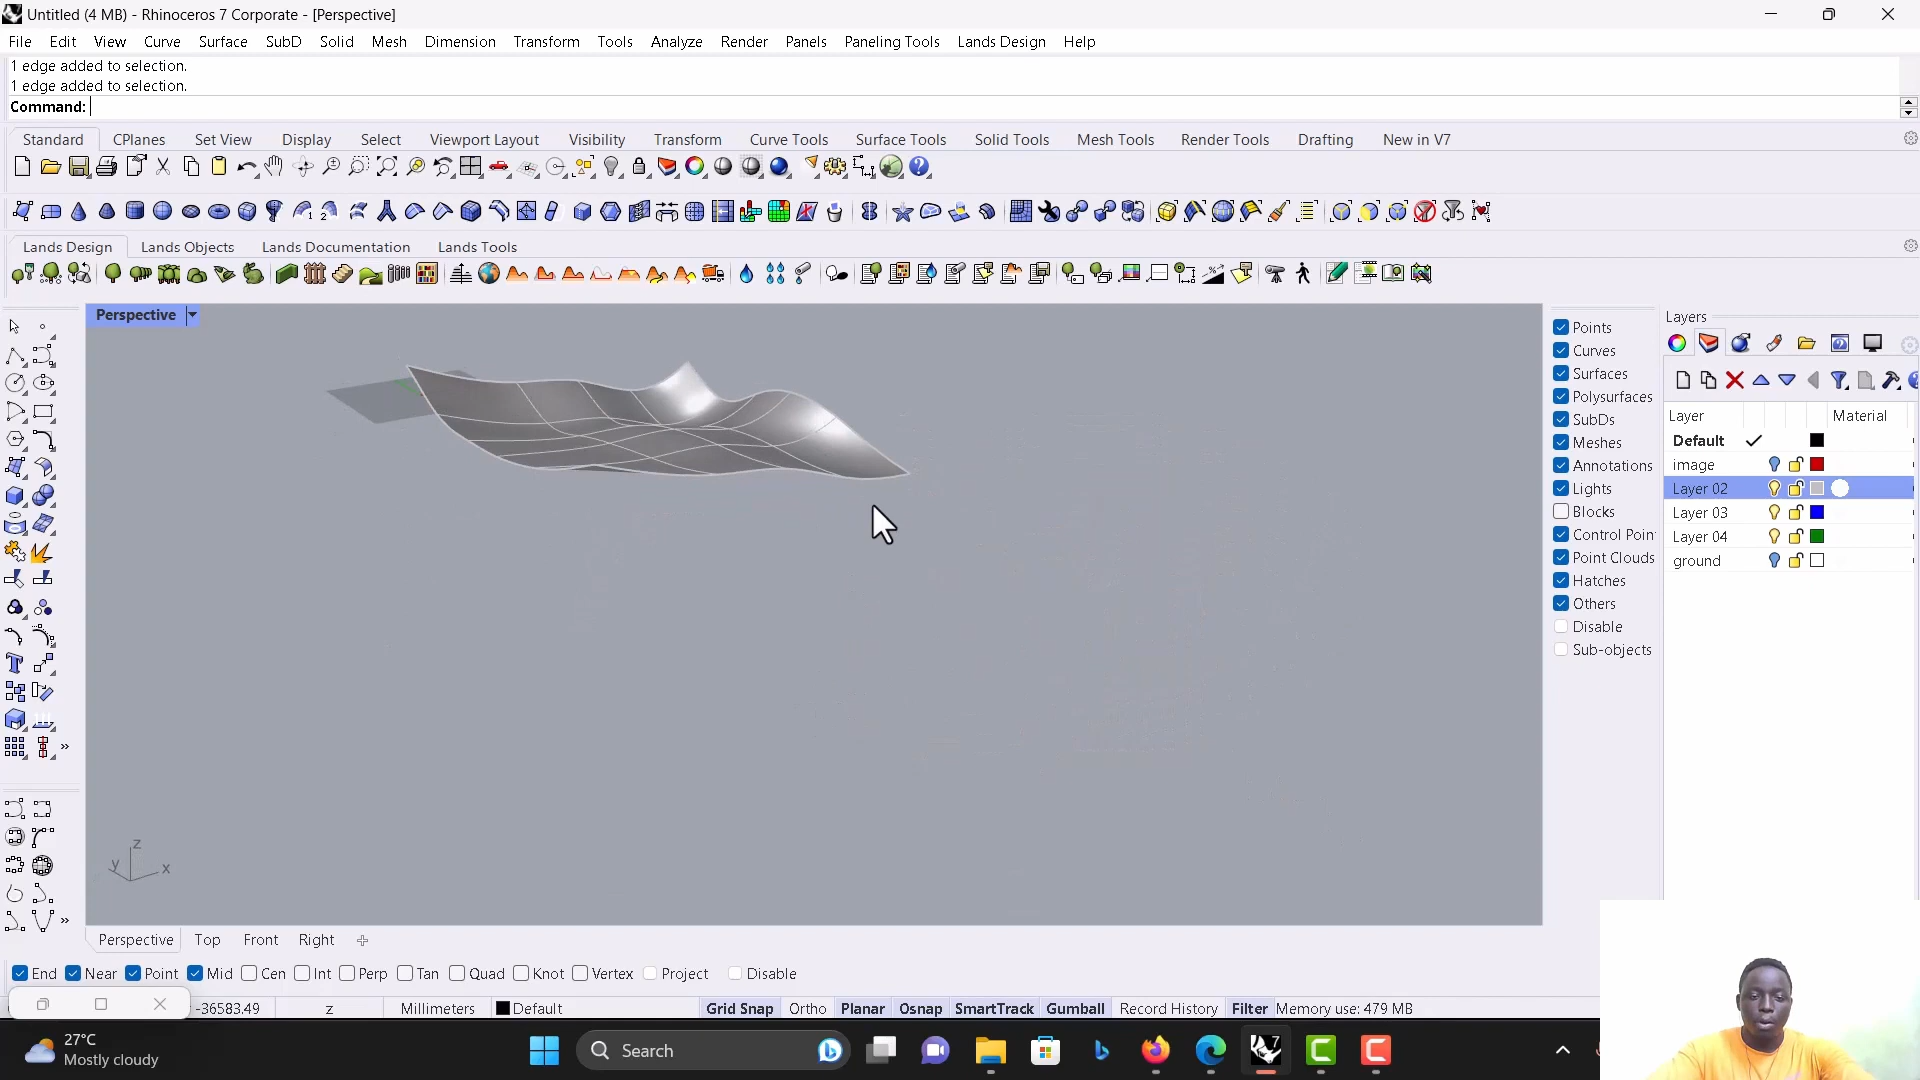 Untitled (4 MB) - Rhinoceros 7 Corporate - [Perspective]
File Edit View Curve Surface SubD Solid Mesh Dimension Transform Tools Analyze Render Panels Paneling Tools Lands Design Help
1 edge added to selection.
1 edge added to selection.
Command:
Standard CPlanes Set View Display Select Viewport Layout Visibility Transform Curve Tools Surface Tools Solid Tools Mesh Tools Render Tools Drafting New in V7
Lands Design Lands Objects Lands Documentation Lands Tools
Perspective
Points
Curves
Surfaces
Polysurfaces
SubDs
Meshes
Annotations
Lights
Blocks
Control Poin
Point Clouds
Hatches
Others
Disable
Sub-objects
Layers
Layer Material
Default
image
Layer 02
Layer 03
Layer 04
ground
z
y x
Perspective Top Front Right
End Near Point Mid Cen Int Perp Tan Quad Knot Vertex Project Disable
-36583.49 z Millimeters Default Grid Snap Ortho Planar Osnap SmartTrack Gumball Record History Filter Memory use: 479 MB
27°C
Mostly cloudy
Search